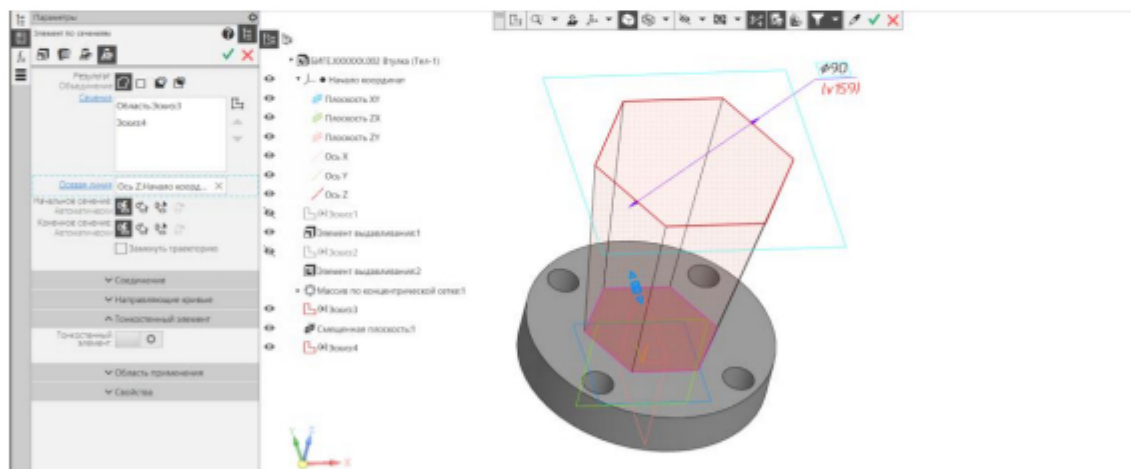 Параметры
Элемент по сечениям
Результат
Объединение
Сечения
Область.Эскиз3
Эскиз4
Осевая линия
Ось Z.Начало коорд...
Начальное сечение
Автоматически
Конечное сечение
Автоматически
Замкнуть траекторию
Соединение
Направляющие кривые
Тонкостенный элемент
Тонкостенный
элемент
Область применения
Свойства
Втулка (Тел-1)
Начало координат
Плоскость XY
Плоскость ZX
Плоскость ZY
Ось X
Ось Y
Ось Z
Эскиз1
Элемент выдавливания:1
Эскиз2
Элемент выдавливания:2
Массив по концентрической сетке:1
Эскиз3
Смещенная плоскость:1
Эскиз4
⌀90
(v159)
X